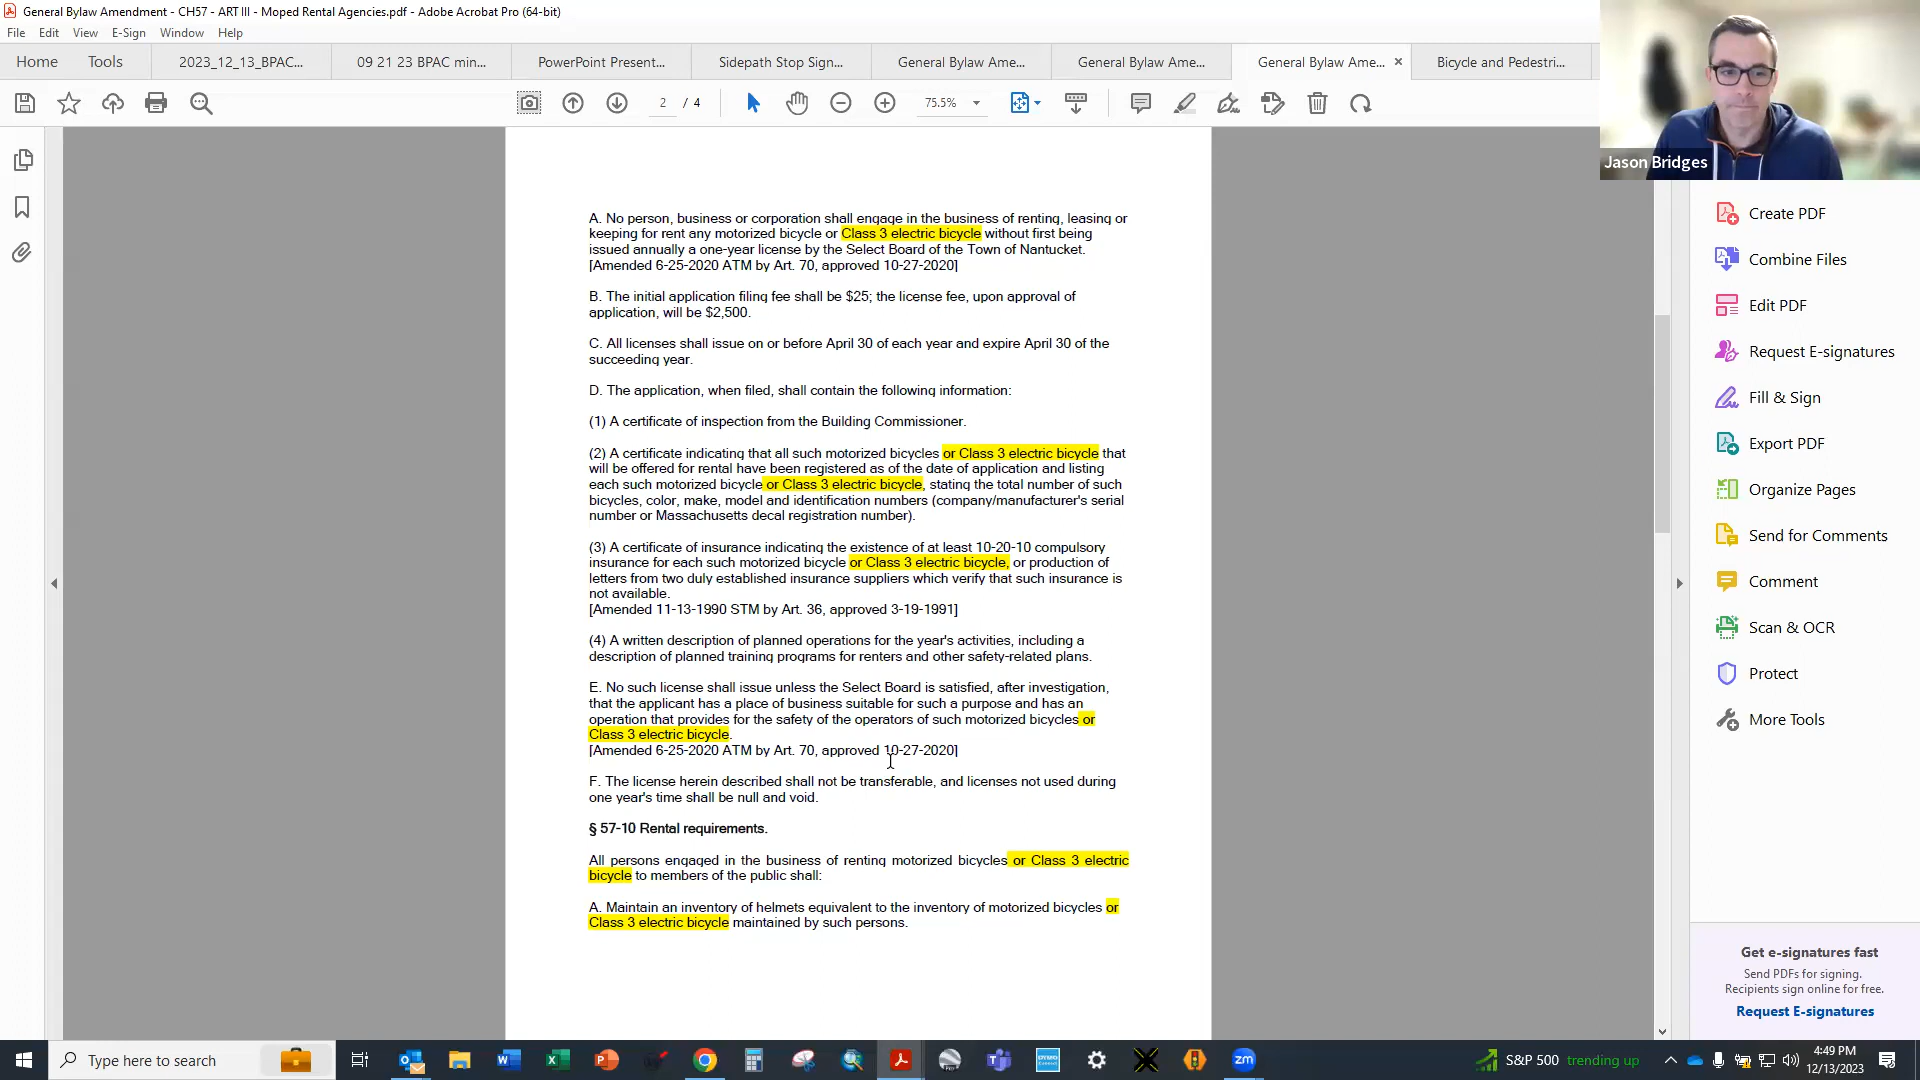 General Bylaw Amendment - CH57 - ART III - Moped Rental Agencies.pdf - Adobe Acrobat Pro (64-bit)
File Edit View E-Sign Window Help
Home Tools 2023_12_13_BPAC... 09 21 23 BPAC min... PowerPoint Present... Sidepath Stop Sign... General Bylaw Ame... General Bylaw Ame... General Bylaw Ame... × Bicycle and Pedestri...
2 / 4 75.5%
Jason Bridges
A. No person, business or corporation shall engage in the business of renting, leasing or
keeping for rent any motorized bicycle or Class 3 electric bicycle without first being
issued annually a one-year license by the Select Board of the Town of Nantucket.
[Amended 6-25-2020 ATM by Art. 70, approved 10-27-2020]
B. The initial application filing fee shall be $25; the license fee, upon approval of
application, will be $2,500.
C. All licenses shall issue on or before April 30 of each year and expire April 30 of the
succeeding year.
D. The application, when filed, shall contain the following information:
(1) A certificate of inspection from the Building Commissioner.
(2) A certificate indicating that all such motorized bicycles or Class 3 electric bicycle that
will be offered for rental have been registered as of the date of application and listing
each such motorized bicycle or Class 3 electric bicycle, stating the total number of such
bicycles, color, make, model and identification numbers (company/manufacturer's serial
number or Massachusetts decal registration number).
(3) A certificate of insurance indicating the existence of at least 10-20-10 compulsory
insurance for each such motorized bicycle or Class 3 electric bicycle, or production of
letters from two duly established insurance suppliers which verify that such insurance is
not available.
[Amended 11-13-1990 STM by Art. 36, approved 3-19-1991]
(4) A written description of planned operations for the year's activities, including a
description of planned training programs for renters and other safety-related plans.
E. No such license shall issue unless the Select Board is satisfied, after investigation,
that the applicant has a place of business suitable for such a purpose and has an
operation that provides for the safety of the operators of such motorized bicycles or
Class 3 electric bicycle.
[Amended 6-25-2020 ATM by Art. 70, approved 10-27-2020]
F. The license herein described shall not be transferable, and licenses not used during
one year's time shall be null and void.
§ 57-10 Rental requirements.
All persons engaged in the business of renting motorized bicycles or Class 3 electric
bicycle to members of the public shall:
A. Maintain an inventory of helmets equivalent to the inventory of motorized bicycles or
Class 3 electric bicycle maintained by such persons.
Create PDF
Combine Files
Edit PDF
Request E-signatures
Fill & Sign
Export PDF
Organize Pages
Send for Comments
Comment
Scan & OCR
Protect
More Tools
Get e-signatures fast
Send PDFs for signing.
Recipients sign online for free.
Request E-signatures
Type here to search
zm
S&P 500 trending up
4:49 PM
12/13/2023